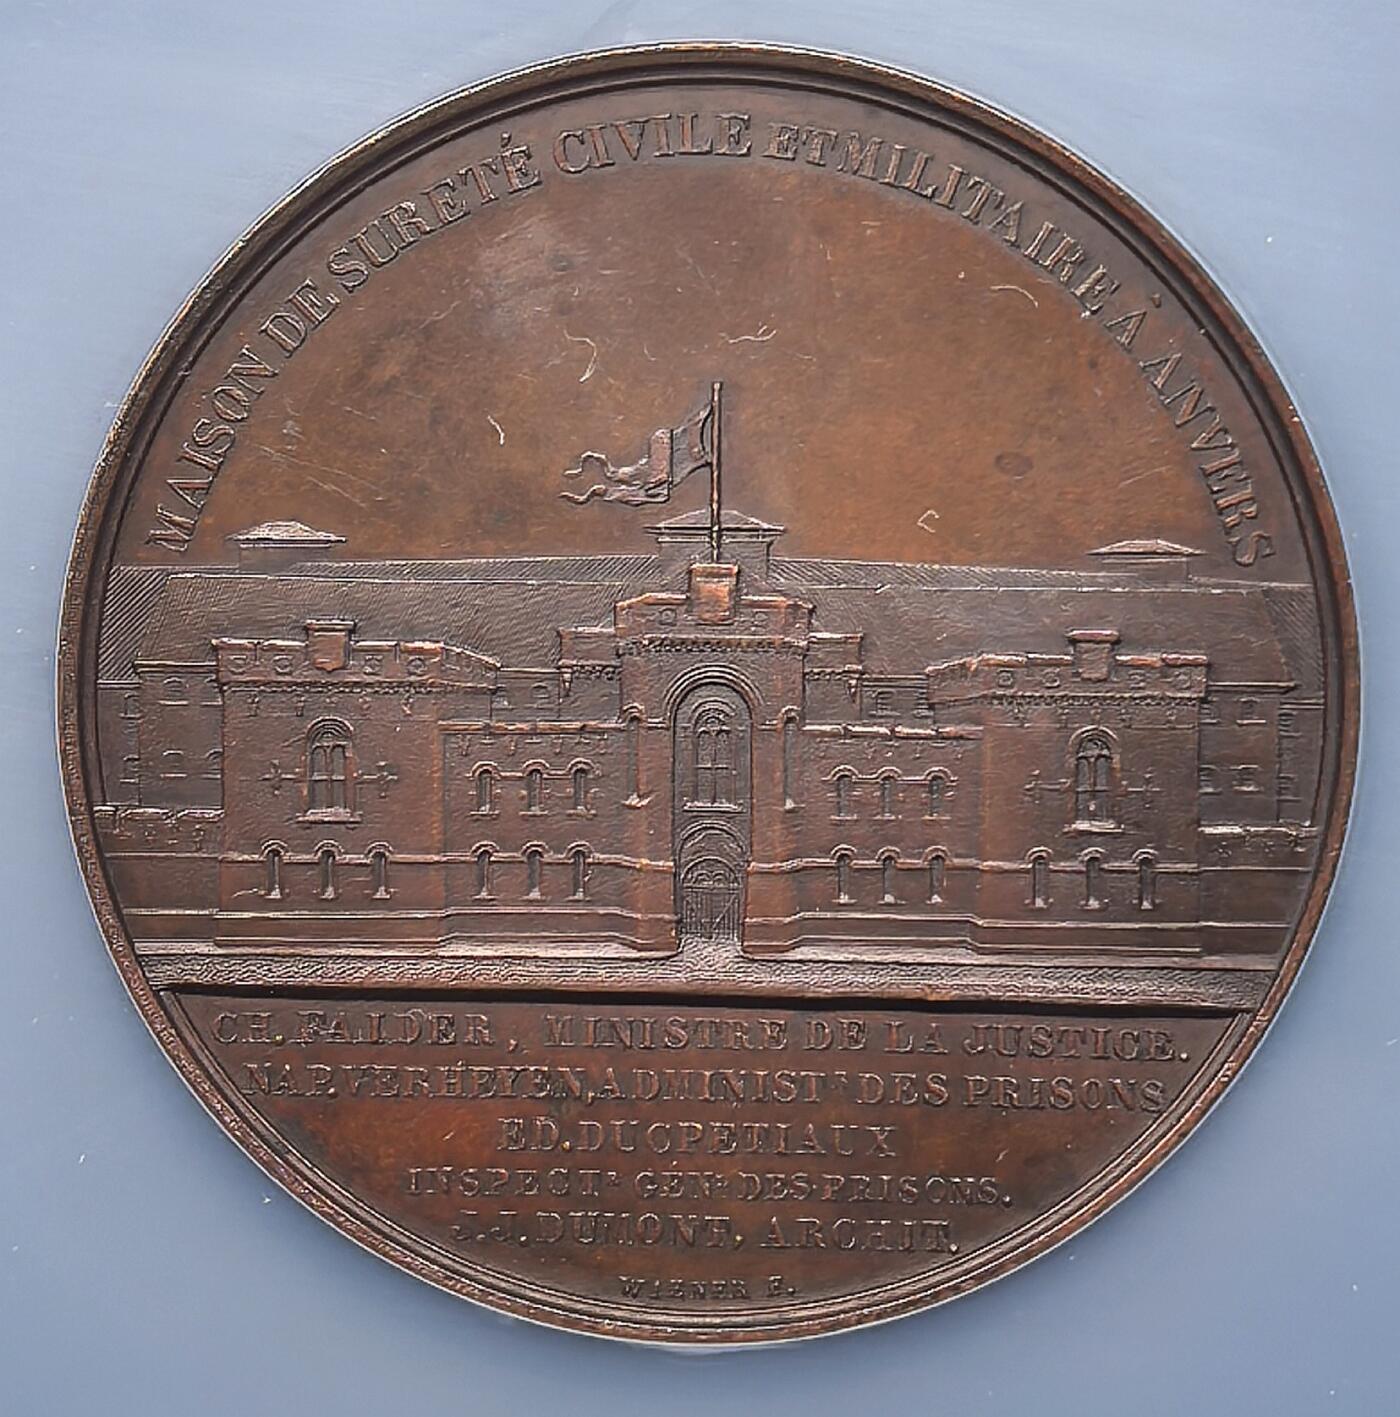 MAISON DE SURETÉ CIVILE ET MILITAIRE À ANVERS
CH. FAIDER, MINISTRE DE LA JUSTICE.
NAP. VERHEYEN, ADMINISTR DES PRISONS
ED. DUCPETIAUX
INSPECTR GÉNL DES PRISONS.
J.J. DUMONT, ARCHIT.
WIENER F.